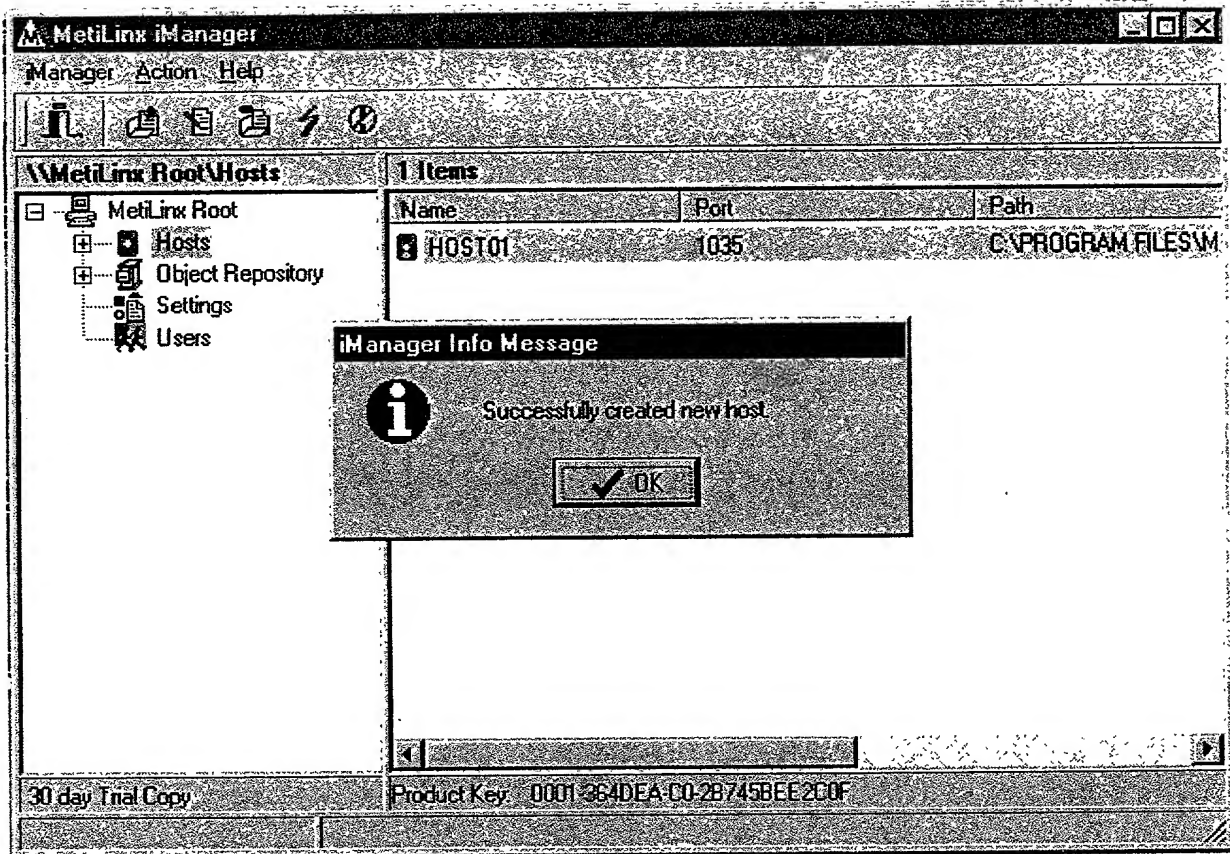 MetiLinx iManager
iManager Action Help
\\MetiLinx Root\Hosts
1 Items
MetiLinx Root
Hosts
Object Repository
Settings
Users
Name Port Path
HOST01 1035 C:\PROGRAM FILES\M
iManager Info Message
Successfully created new host.
OK
30 day Trial Copy
Product Key: 0001-364DEA-C0-2B745BEE2C0F